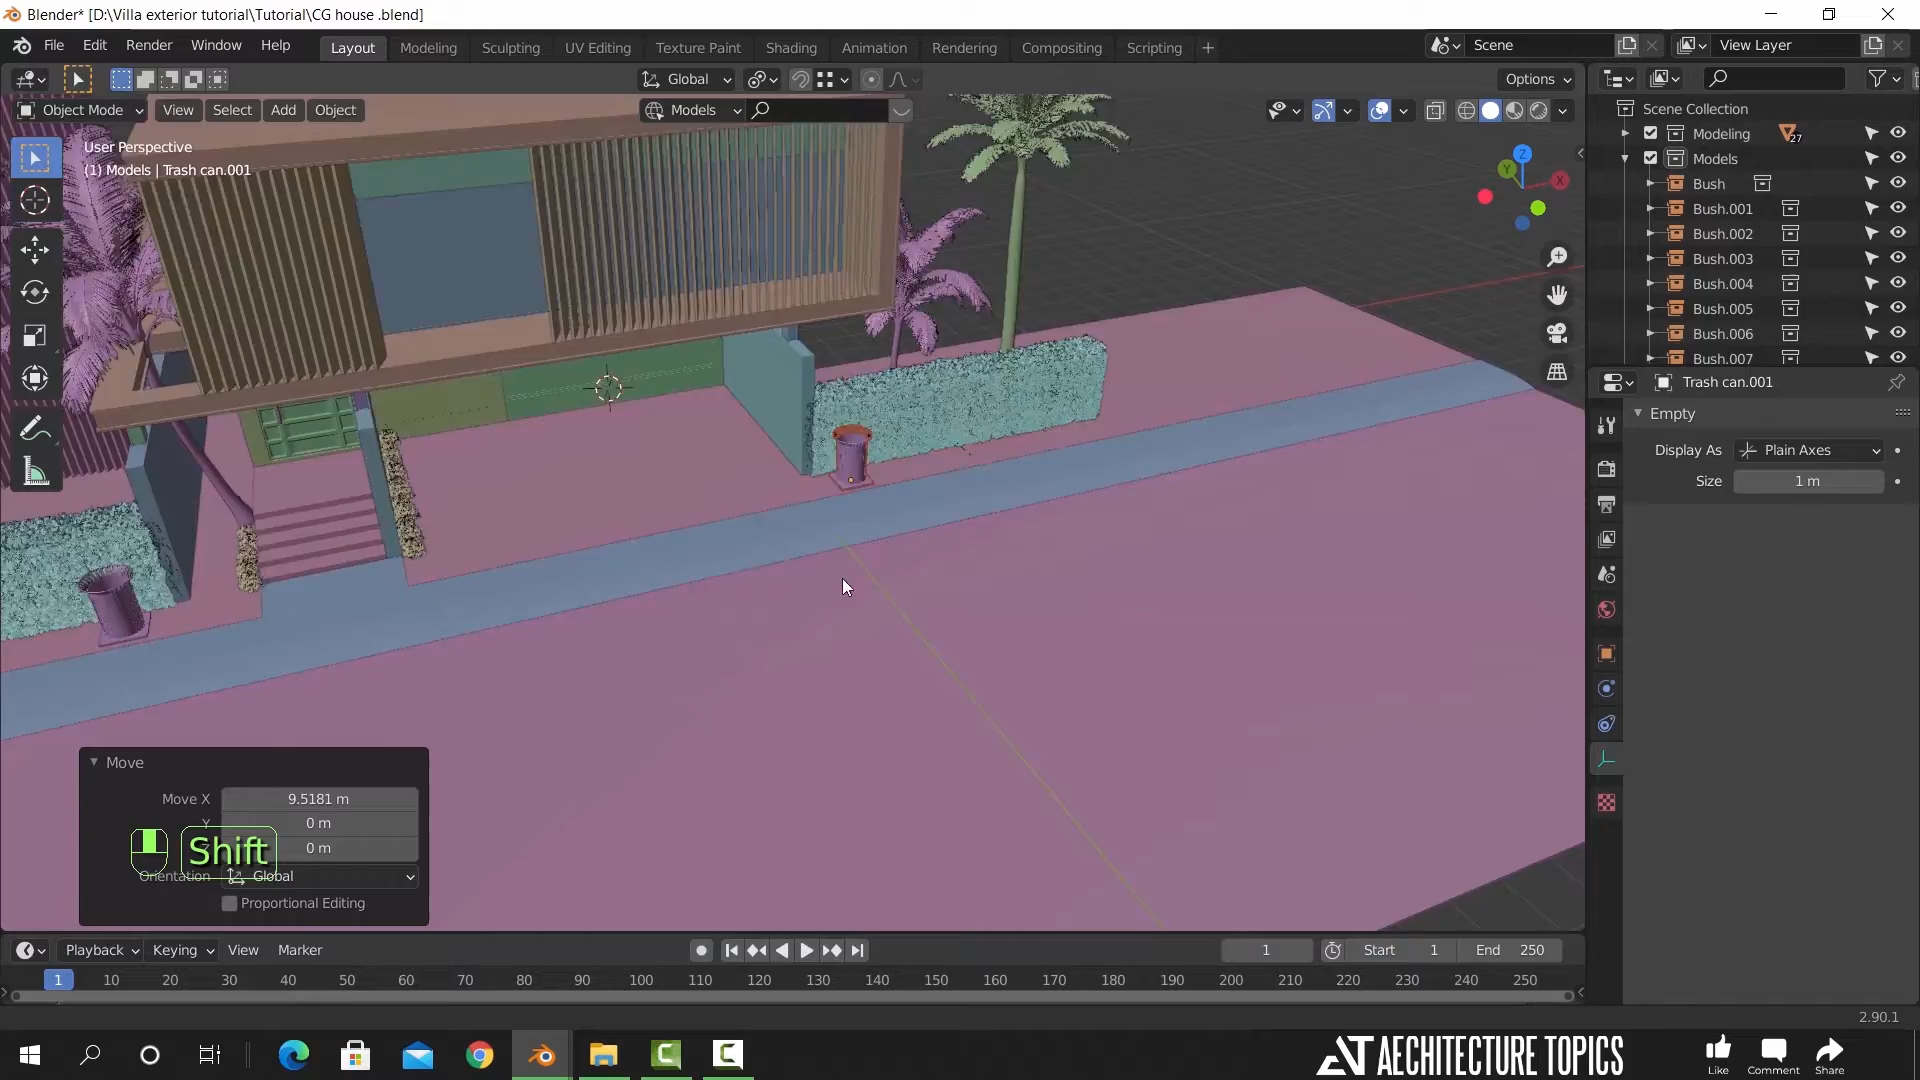 Blender* [D:\Villa exterior tutorial\Tutorial\CG house .blend]
File Edit Render Window Help Layout Modeling Sculpting UV Editing Texture Paint Shading Animation Rendering Compositing Scripting + Scene View Layer
Global Options
Object Mode View Select Add Object Models
User Perspective
(1) Models | Trash can.001
Z
Y
X
Scene Collection
Modeling 27
Models
Bush
Bush.001
Bush.002
Bush.003
Bush.004
Bush.005
Bush.006
Bush.007
Trash can.001
Empty
Display As Plain Axes
Size 1 m
Move
Move X 9.5181 m
Y 0 m
0 m
Shift
Orientation Global
Proportional Editing
Playback Keying View Marker 1 Start 1 End 250
1 10 20 30 40 50 60 70 80 90 100 110 120 130 140 150 160 170 180 190 200 210 220 230 240 250
2.90.1
AT AECHITECTURE TOPICS
Like Comment Share